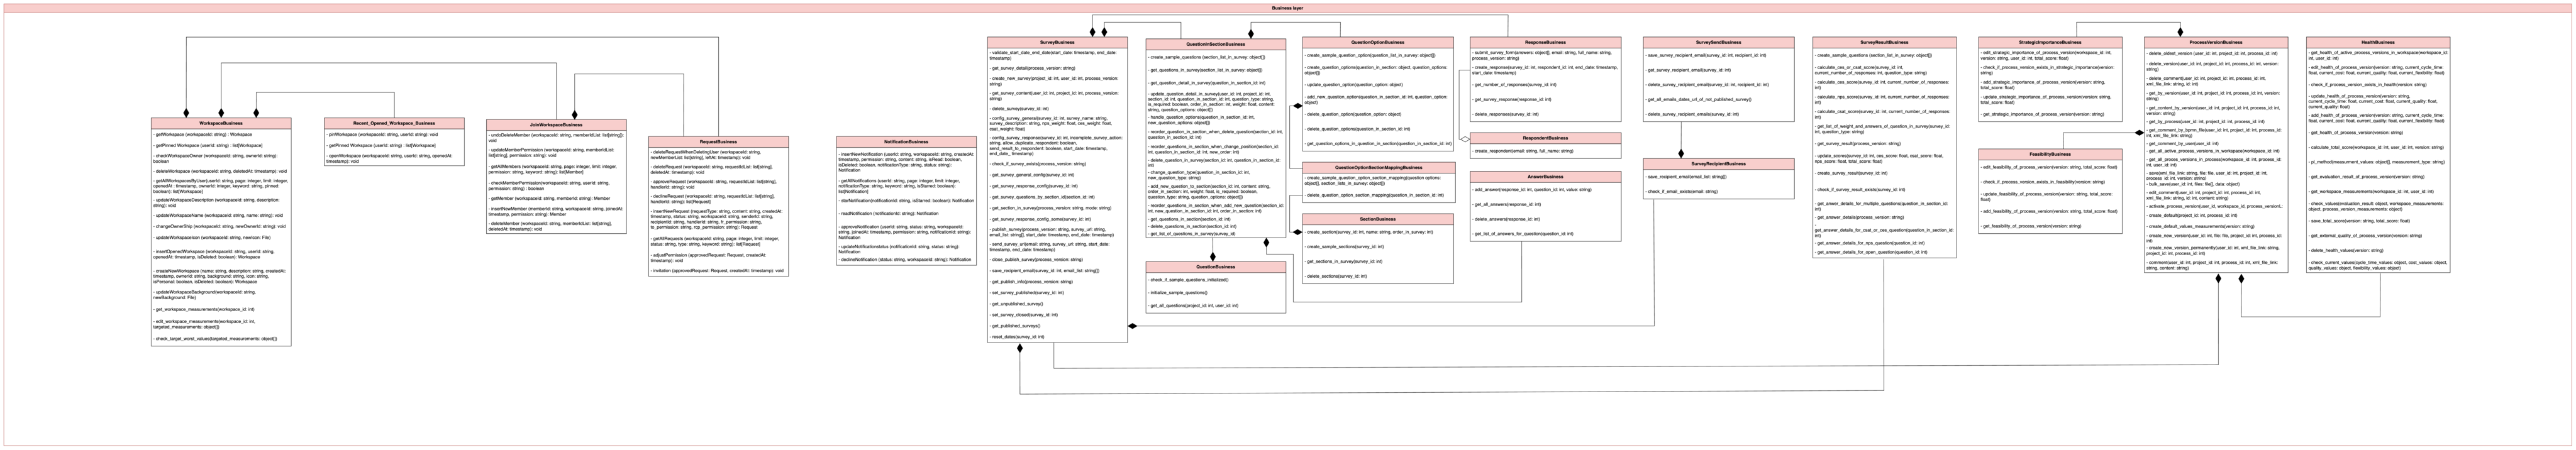 Business layer
WorkspaceBusiness
- getWorkspace (workspaceId: string) : Workspace
- getPinned Workspace (userId: string) : list[Workspace]
- checkWorkspaceOwner (workspaceId: string, ownerId: string):
boolean
- deleteWorkspace (workspaceId: string, deletedAt: timestamp): void
- getAllWorkspacesByUser(userId: string, page: integer, limit: integer,
openedAt : timestamp, ownerId: integer, keyword: string, pinned:
boolean): list[Workspace]
- updateWorkspaceDescription (workspaceId: string, description:
string): void
- updateWorkspaceName (workspaceId: string, name: string): void
- changeOwnerShip (workspaceId: string, newOwnerId: string): void
- updateWorkspaceIcon (workspaceId: string, newIcon: File)
- insertOpenedWorkspace (workspaceId: string, userId: string,
openedAt: timestamp, isDeleted: boolean): Workspace
- createNewWorkspace (name: string, description: string, createdAt:
timestamp, ownerId: string, background: string, icon: string,
isPersonal: boolean, isDeleted: boolean): Workspace
- updateWorkspaceBackground(workspaceId: string,
newBackground: File)
- get_workspace_measurements(workspace_id: int)
- edit_workspace_measurements(workspace_id: int,
targeted_measurements: object[])
- check_target_worst_values(targeted_measurements: object[])
Recent_Opened_Workspace_Business
- pinWorkspace (workspaceId: string, userId: string): void
- getPinned Workspace (userId: string) : list[Workspace]
- openWorkspace (workspaceId: string, userId: string, openedAt:
timestamp): void
JoinWorkspaceBusiness
- undoDeleteMember (workspaceId: string, memberIdList: list[string]):
void
- updateMemberPermission (workspaceId: string, memberIdList:
list[string], permission: string): void
- getAllMembers (workspaceId: string, page: integer, limit: integer,
permission: string, keyword: string): list[Member]
- checkMemberPermission(workspaceId: string, userId: string,
permission: string) : boolean
- getMember (workspaceId: string, memberId: string): Member
- insertNewMember (memberId: string, workspaceId: string, joinedAt:
timestamp, permission: string): Member
- deleteMember (workspaceId: string, memberIdList: list[string],
deletedAt: timestamp): void
RequestBusiness
- deleteRequestWhenDeletingUser (workspaceId: string,
newMemberList: list[string], leftAt: timestamp): void
- deleteRequest (workspaceId: string, requestIdList: list[string],
deletedAt: timestamp): void
- approveRequest (workspaceId: string, requestIdList: list[string],
handlerId: string): void
- declineRequest (workspaceId: string, requestIdList: list[string],
handlerId: string): list[Request]
- insertNewRequest (requestType: string, content: string, createdAt:
timestamp, status: string, workspaceId: string, senderId: string,
recipientId: string, handlerId: string, fr_permission: string,
to_permission: string, rcp_permission: string): Request
- getAllRequests (workspaceId: string, page: integer, limit: integer,
status: string, type: string, keyword: string): list[Request]
- adjustPermission (approvedRequest: Request, createdAt:
timestamp): void
- invitation (approvedRequest: Request, createdAt: timestamp): void
NotificationBusiness
- insertNewNotification (userId: string, workspaceId: string, createdAt:
timestamp, permission: string, content: string, isRead: boolean,
isDeleted: boolean, notificationType: string, status: string):
Notification
- getAllNotifications (userId: string, page: integer, limit: integer,
notificationType: string, keyword: string, isStarred: boolean):
list[Notification]
- starNotification(notificationId: string, isStarred: boolean): Notification
- readNotification (notificationId: string): Notification
- approveNotification (userId: string, status: string, workspaceId:
string, joinedAt: timestamp, permission: string, notificationId: string):
Notification
- updateNotificationstatus (notificationId: string, status: string):
Notification
- declineNotification (status: string, workspaceId: string): Notification
SurveyBusiness
- validate_start_date_end_date(start_date: timestamp, end_date:
timestamp)
- get_survey_detail(process_version: string)
- create_new_survey(project_id: int, user_id: int, process_version:
string)
- get_survey_content(user_id: int, project_id: int, process_version:
string)
- delete_survey(survey_id: int)
- config_survey_general(survey_id: int, survey_name: string,
survey_description: string, nps_weight: float, ces_weight: float,
csat_weight: float)
- config_survey_response(survey_id: int, incomplete_survey_action:
string, allow_duplicate_respondent: boolean,
send_result_to_respondent: boolean, start_date: timestamp,
end_date_ timestamp)
- check_if_survey_exists(process_version: string)
- get_survey_general_config(survey_id: int)
- get_survey_response_config(survey_id: int)
- get_survey_questions_by_section_id(section_id: int)
- get_section_in_survey(process_version: string, mode: string)
- get_survey_response_config_some(survey_id: int)
- publish_survey(process_version: string, survey_url: string,
email_list: string[], start_date: timestamp, end_date: timestamp)
- send_survey_url(email: string, survey_url: string, start_date:
timestamp, end_date: timestamp)
- close_publish_survey(process_version: string)
- save_recipient_email(survey_id: int, email_list: string[])
- get_publish_info(process_version: string)
- set_survey_published(survey_id: int)
- get_unpublished_survey()
- set_survey_closed(survey_id: int)
- get_published_surveys()
- reset_dates(survey_id: int)
QuestionInSectionBusiness
- create_sample_questions (section_list_in_survey: object[])
- get_questions_in_survey(section_list_in_survey: object[])
- get_question_detail_in_survey(question_in_section_id: int)
- update_question_detail_in_survey(user_id: int, project_id: int,
section_id: int, question_in_section_id: int, question_type: string,
is_required: boolean, order_in_section: int, weight: float, content:
string, question_options: object[])
- handle_question_options(question_in_section_id: int,
new_question_options: object[])
- reorder_question_in_section_when_delete_question(section_id: int,
question_in_section_id: int)
- reorder_questions_in_section_when_change_position(section_id:
int, question_in_section_id: int, new_order: int)
- delete_question_in_survey(section_id: int, question_in_section_id:
int)
- change_question_type(question_in_section_id: int,
new_question_type: string)
- add_new_question_to_section(section_id: int, content: string,
order_in_section: int, weight: float, is_required: boolean,
question_type: string, question_options: object[])
- reorder_questions_in_section_when_add_new_question(section_id:
int, new_question_in_section_id: int, order_in_section: int)
- get_questions_in_section(section_id: int)
- delete_questions_in_section(section_id: int)
- get_list_of_questions_in_survey(survey_id)
QuestionBusiness
- check_if_sample_questions_initialized()
- initialize_sample_questions()
- get_all_questions(project_id: int, user_id: int)
QuestionOptionBusiness
- create_sample_question_options(question_list_in_survey: object[])
- create_question_options(question_in_section: object, question_options:
object[])
- update_question_option(question_option: object)
- add_new_question_option(question_in_section_id: int, question_option:
object)
- delete_question_option(question_option: object)
- delete_question_options(question_in_section_id: int)
- get_question_options_in_section(question_in_section_id: int)
QuestionOptionSectionMappingBusiness
- create_sample_question_option_section_mapping(question options:
object[], section_lists_in_survey: object[])
- delete_question_option_section_mapping(question_in_section_id: int)
SectionBusiness
- create_section(survey_id: int, name: string, order_in_survey: int)
- create_sample_sections(survey_id: int)
- get_sections_in_survey(survey_id: int)
- delete_sections(survey_id: int)
ResponseBusiness
- submit_survey_form(answers: object[], email: string, full_name: string,
process_version: string)
- create_response(survey_id: int, respondent_id: int, end_date: timestamp,
start_date: timestamp)
- get_number_of_responses(survey_id: int)
- get_survey_response(response_id: int)
- delete_responses(survey_id: int)
RespondentBusiness
- create_respondent(email: string, full_name: string)
AnswerBusiness
- add_answer(response_id: int, question_id: int, value: string)
- get_all_answers(response_id: int)
- delete_answers(response_id: int)
- get_list_of_answers_for_question(question_id: int)
SurveySendBusiness
- save_survey_recipient_email(survey_id: int, recipient_id: int)
- get_survey_recipient_email(survey_id: int)
- delete_survey_recipient_email(survey_id: int, recipient_id: int)
- get_all_emails_dates_url_of_not_published_survey()
- delete_survey_recipient_emails(survey_id: int)
SurveyRecipientBusiness
- save_recipient_email(email_list: string[])
- check_if_email_exists(email: string)
SurveyResultBusiness
- create_sample_questions (section_list_in_survey: object[])
- calculate_ces_or_csat_score(survey_id: int,
current_number_of_responses: int, question_type: string)
- calculate_ces_score(survey_id: int, current_number_of_responses:
int)
- calculate_nps_score(survey_id: int, current_number_of_responses:
int)
- calculate_csat_score(survey_id: int, current_number_of_responses:
int)
- get_list_of_weight_and_answers_of_question_in_survey(survey_id:
int, question_type: string)
- get_survey_result(process_version: string)
- update_scores(survey_id: int, ces_score: float, csat_score: float,
nps_score: float, total_score: float)
- create_survey_result(survey_id: int)
- check_if_survey_result_exists(survey_id: int)
- get_anwer_details_for_multiple_questions(question_in_section_id:
int)
- get_answer_details(process_version: string)
-
get_answer_details_for_csat_or_ces_question(question_in_section_id:
int)
- get_answer_details_for_nps_question(question_id: int)
- get_answer_details_for_open_question(question_id: int)
StrategicImportanceBusiness
- edit_strategic_importance_of_process_version(workspace_id: int,
version: string, user_id: int, total_score: float)
- check_if_process_version_exists_in_strategic_importance(version:
string)
- add_strategic_importance_of_process_version(version: string,
total_score: float)
- update_strategic_importance_of_process_version(version: string,
total_score: float)
- get_strategic_importance_of_process_version(version: string)
FeasibilityBusiness
- edit_feasibility_of_process_version(version: string, total_score: float)
- check_if_process_version_exists_in_feasibility(version: string)
- update_feasibility_of_process_version(version: string, total_score:
float)
- add_feasibility_of_process_version(version: string, total_score: float)
- get_feasibility_of_process_version(version: string)
ProcessVersionBusiness
- delete_oldest_version (user_id: int, project_id: int, process_id: int)
- delete_version(user_id: int, project_id: int, process_id: int, version:
string)
- delete_comment(user_id: int, project_id: int, process_id: int,
xml_file_link: string, id: int)
- get_by_version(user_id: int, project_id: int, process_id: int, version:
string)
- get_content_by_version(user_id: int, project_id: int, process_id: int,
version: string)
- get_by_process(user_id: int, project_id: int, process_id: int)
- edit_comment(user_id: int, project_id: int, process_id: int,
xml_file_link: string, id: int, content: string)
- get_comment_by_bpmn_file(user_id: int, project_id: int, process_id:
int, xml_file_link: string)
- get_comment_by_user(user_id: int)
- get_all_active_process_versions_in_workspace(workspace_id: int)
- get_all_process_versions_in_process(workspace_id: int, process_id:
int, user_id: int)
- save(xml_file_link: string, file: file, user_id: int, project_id: int,
process_id: int, version: string)
- bulk_save(user_id: int, files: file[], data: object)
- activate_process_version(user_id, workspace_id, process_version:
- create_default(project_id: int, process_id: int)
- create_default_values_measurements(version: string)
- create_new_version(user_id: int, file: file, project_id: int, process_id:
int)
- create_new_version_permanently(user_id: int, xml_file_link: string,
project_id: int, process_id: int)
- comment(user_id: int, project_id: int, process_id: int, xml_file_link:
string, content: string)
HealthBusiness
- get_health_of_active_process_versions_in_workspace(workspace_id:
int, user_id: int)
- edit_health_of_process_version(version: string, current_cycle_time:
float, current_cost: float, current_quality: float, current_flexibility: float)
- check_if_process_version_exists_in_health(version: string)
- update_health_of_process_version(version: string,
current_cycle_time: float, current_cost: float, current_quality: float,
current_quality: float)
- add_health_of_process_version(version: string, current_cycle_time:
float, current_cost: float, current_quality: float, current_flexibility: float)
- get_health_of_process_version(version: string)
- calculate_total_score(workspace_id: int, user_id: int, version: string)
- pt_method(measurement_values: object[], measurement_type: string)
- get_evaluation_result_of_process_version(version: string)
- get_workspace_measurements(workspace_id: int, user_id: int)
- check_values(evaluation_result: object, workspace_measurements:
object, process_version_measurements: object)
- save_total_score(version: string, total_score: float)
- get_external_quality_of_process_version(version: string)
- delete_health_values(version: string)
- check_current_values(cycle_time_values: object, cost_values: object,
quality_values: object, flexibility_values: object)